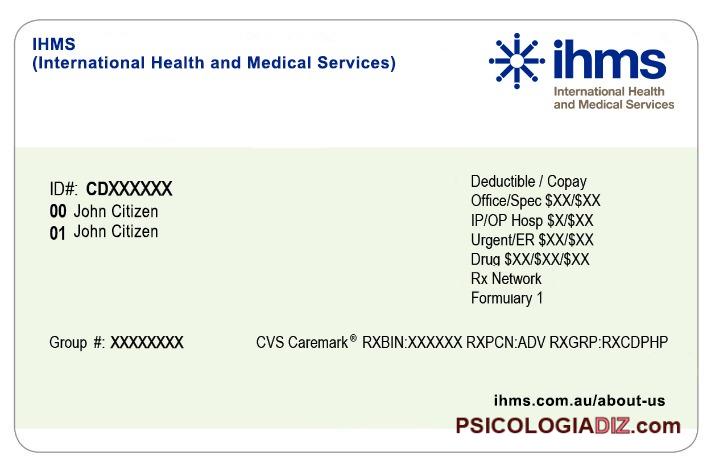 IHMS
(International Health and Medical Services)
ihms
International Health
and Medical Services
ID#: CDXXXXXX
00 John Citizen
01 John Citizen
Deductible / Copay
Office/Spec $XX/$XX
IP/OP Hosp $X/$XX
Urgent/ER $XX/$XX
Drug $XX/$XX/$XX
Rx Network
Formulary 1
Group #: XXXXXXXX
CVS Caremark® RXBIN:XXXXXX RXPCN:ADV RXGRP:RXCDPHP
ihms.com.au/about-us
PSICOLOGIADIZ.com